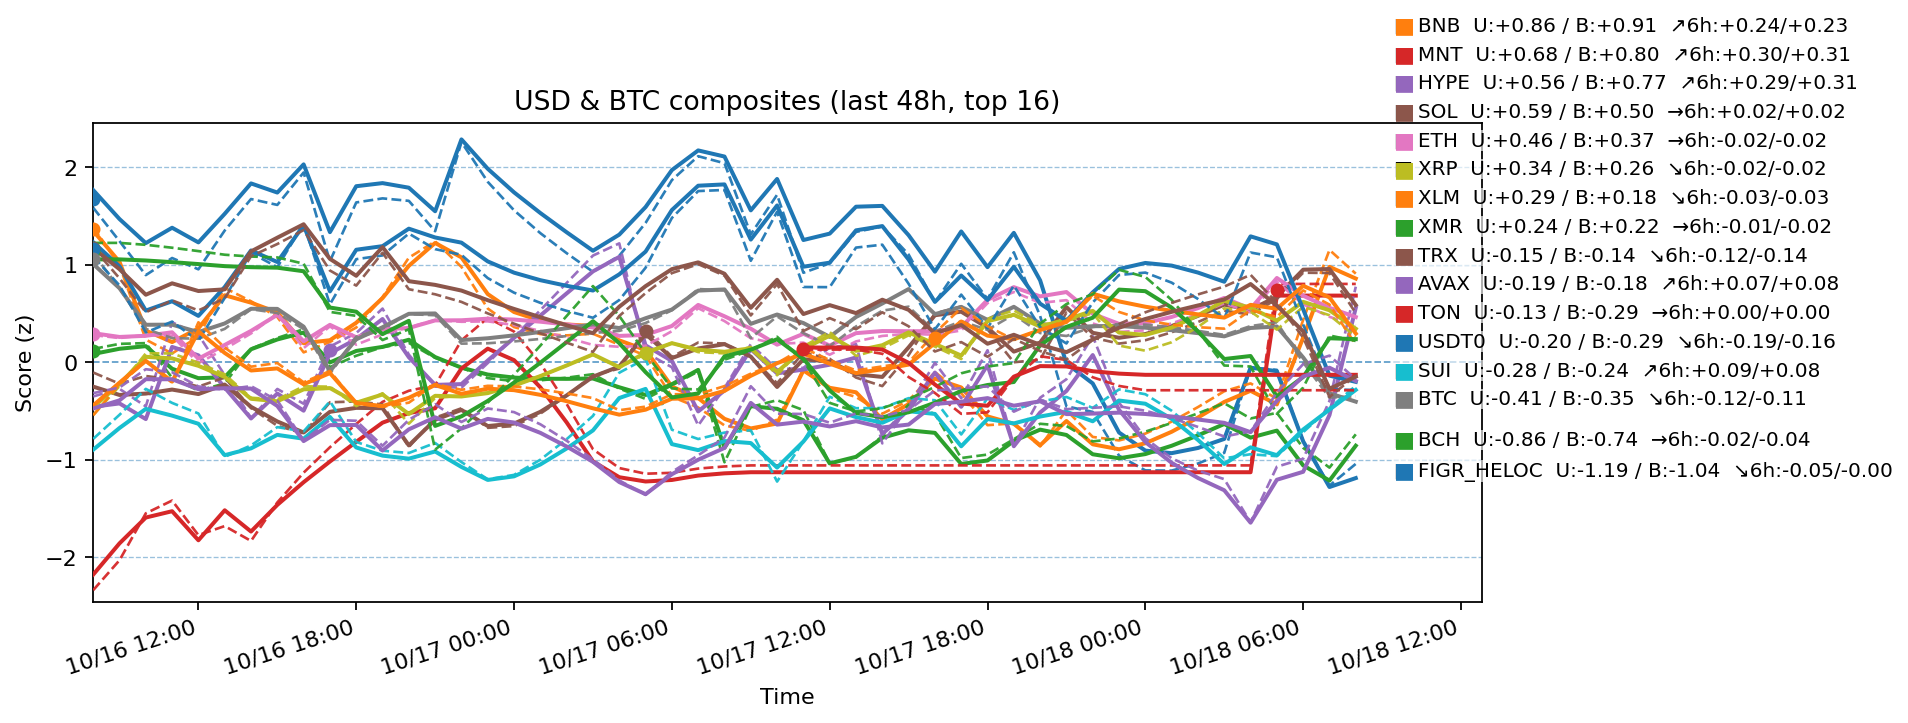 BNB  U:+0.86 / B:+0.91  ↗6h:+0.24/+0.23
MNT  U:+0.68 / B:+0.80  ↗6h:+0.30/+0.31
HYPE  U:+0.56 / B:+0.77  ↗6h:+0.29/+0.31
SOL  U:+0.59 / B:+0.50  →6h:+0.02/+0.02
ETH  U:+0.46 / B:+0.37  →6h:-0.02/-0.02
XRP  U:+0.34 / B:+0.26  ↘6h:-0.02/-0.02
XLM  U:+0.29 / B:+0.18  ↘6h:-0.03/-0.03
XMR  U:+0.24 / B:+0.22  →6h:-0.01/-0.02
TRX  U:-0.15 / B:-0.14  ↘6h:-0.12/-0.14
AVAX  U:-0.19 / B:-0.18  ↗6h:+0.07/+0.08
TON  U:-0.13 / B:-0.29  →6h:+0.00/+0.00
USDT0  U:-0.20 / B:-0.29  ↘6h:-0.19/-0.16
SUI  U:-0.28 / B:-0.24  ↗6h:+0.09/+0.08
BTC  U:-0.41 / B:-0.35  ↘6h:-0.12/-0.11
BCH  U:-0.86 / B:-0.74  →6h:-0.02/-0.04
FIGR_HELOC  U:-1.19 / B:-1.04  ↘6h:-0.05/-0.00
USD & BTC composites (last 48h, top 16)
Score (z)
2
1
0
−1
−2
10/16 12:00
10/16 18:00
10/17 00:00
10/17 06:00
10/17 12:00
10/17 18:00
10/18 00:00
10/18 06:00
10/18 12:00
Time